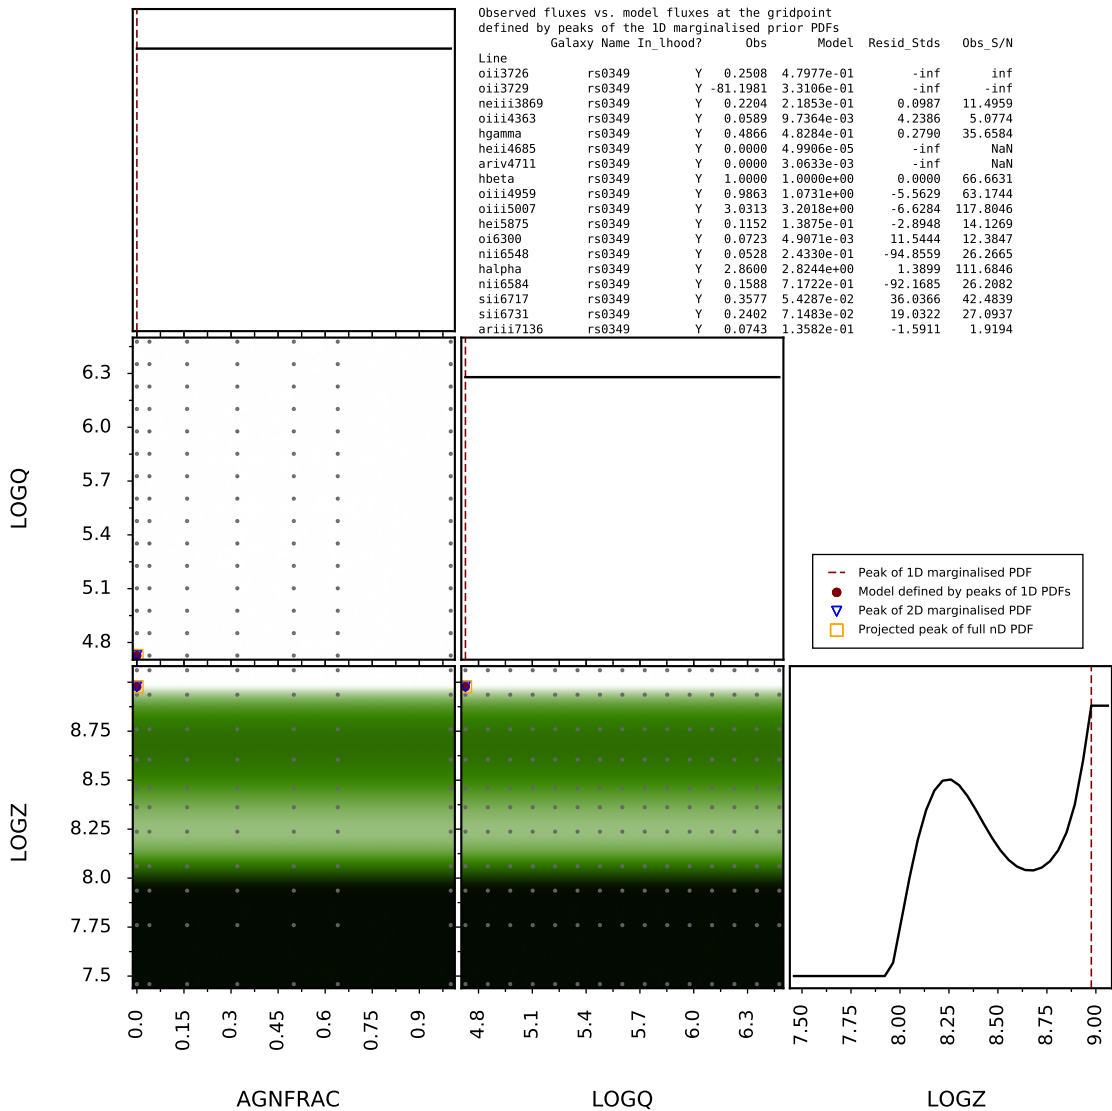 Observed fluxes vs. model fluxes at the gridpoint
defined by peaks of the 1D marginalised prior PDFs
Galaxy Name In_lhood? Obs Model Resid_Stds Obs_S/N
Line
oii3726 rs0349 Y 0.2508 4.7977e-01 -inf inf
oii3729 rs0349 Y -81.1981 3.3106e-01 -inf -inf
neiii3869 rs0349 Y 0.2204 2.1853e-01 0.0987 11.4959
oiii4363 rs0349 Y 0.0589 9.7364e-03 4.2386 5.0774
hgamma rs0349 Y 0.4866 4.8284e-01 0.2790 35.6584
heii4685 rs0349 Y 0.0000 4.9906e-05 -inf NaN
ariv4711 rs0349 Y 0.0000 3.0633e-03 -inf NaN
hbeta rs0349 Y 1.0000 1.0000e+00 0.0000 66.6631
oiii4959 rs0349 Y 0.9863 1.0731e+00 -5.5629 63.1744
oiii5007 rs0349 Y 3.0313 3.2018e+00 -6.6284 117.8046
hei5875 rs0349 Y 0.1152 1.3875e-01 -2.8948 14.1269
oi6300 rs0349 Y 0.0723 4.9071e-03 11.5444 12.3847
nii6548 rs0349 Y 0.0528 2.4330e-01 -94.8559 26.2665
halpha rs0349 Y 2.8600 2.8244e+00 1.3899 111.6846
nii6584 rs0349 Y 0.1588 7.1722e-01 -92.1685 26.2082
sii6717 rs0349 Y 0.3577 5.4287e-02 36.0366 42.4839
sii6731 rs0349 Y 0.2402 7.1483e-02 19.0322 27.0937
ariii7136 rs0349 Y 0.0743 1.3582e-01 -1.5911 1.9194
LOGQ
6.3
6.0
5.7
5.4
5.1
4.8
Peak of 1D marginalised PDF
Model defined by peaks of 1D PDFs
Peak of 2D marginalised PDF
Projected peak of full nD PDF
LOGZ
8.75
8.5
8.25
8.0
7.75
7.5
0.0 0.15 0.3 0.45 0.6 0.75 0.9
4.8 5.1 5.4 5.7 6.0 6.3
7.50 7.75 8.00 8.25 8.50 8.75 9.00
AGNFRAC LOGQ LOGZ